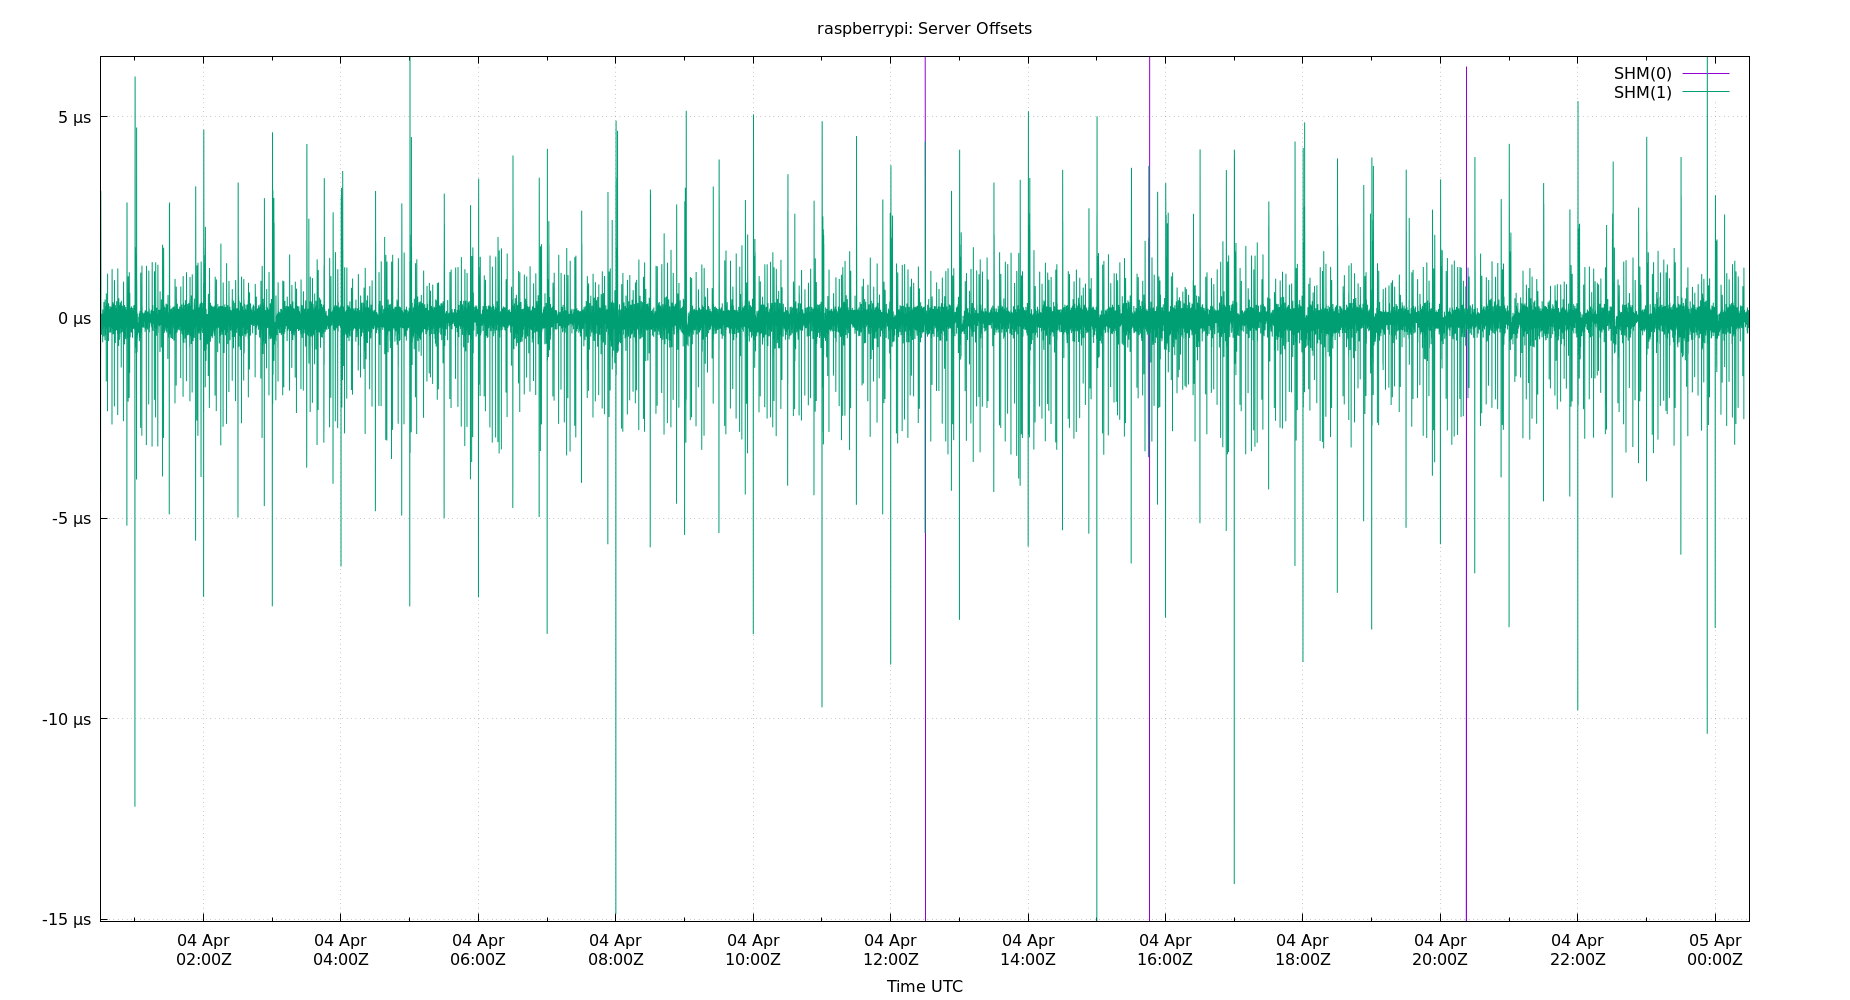 raspberrypi: Server Offsets
SHM(0)
SHM(1)
5 µs
0 µs
-5 µs
-10 µs
-15 µs
04 Apr 04 Apr 04 Apr 04 Apr 04 Apr 04 Apr 04 Apr 04 Apr 04 Apr 04 Apr 04 Apr 05 Apr
02:00Z 04:00Z 06:00Z 08:00Z 10:00Z 12:00Z 14:00Z 16:00Z 18:00Z 20:00Z 22:00Z 00:00Z
Time UTC